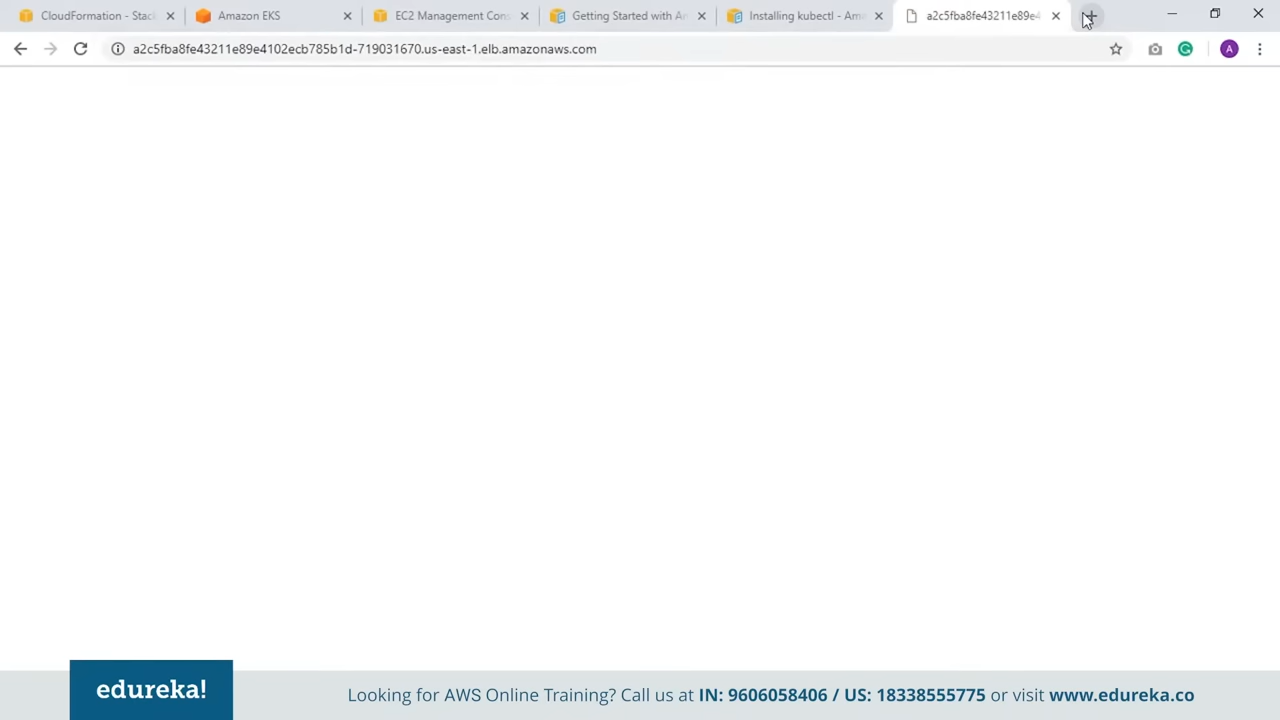 CloudFormation - Stack
Amazon EKS
EC2 Management Cons
Getting Started with Am
Installing kubectl - Ama
a2c5fba8fe43211e89e4
a2c5fba8fe43211e89e4102ecb785b1d-719031670.us-east-1.elb.amazonaws.com
A
edureka!
Looking for AWS Online Training? Call us at IN: 9606058406 / US: 18338555775 or visit www.edureka.co